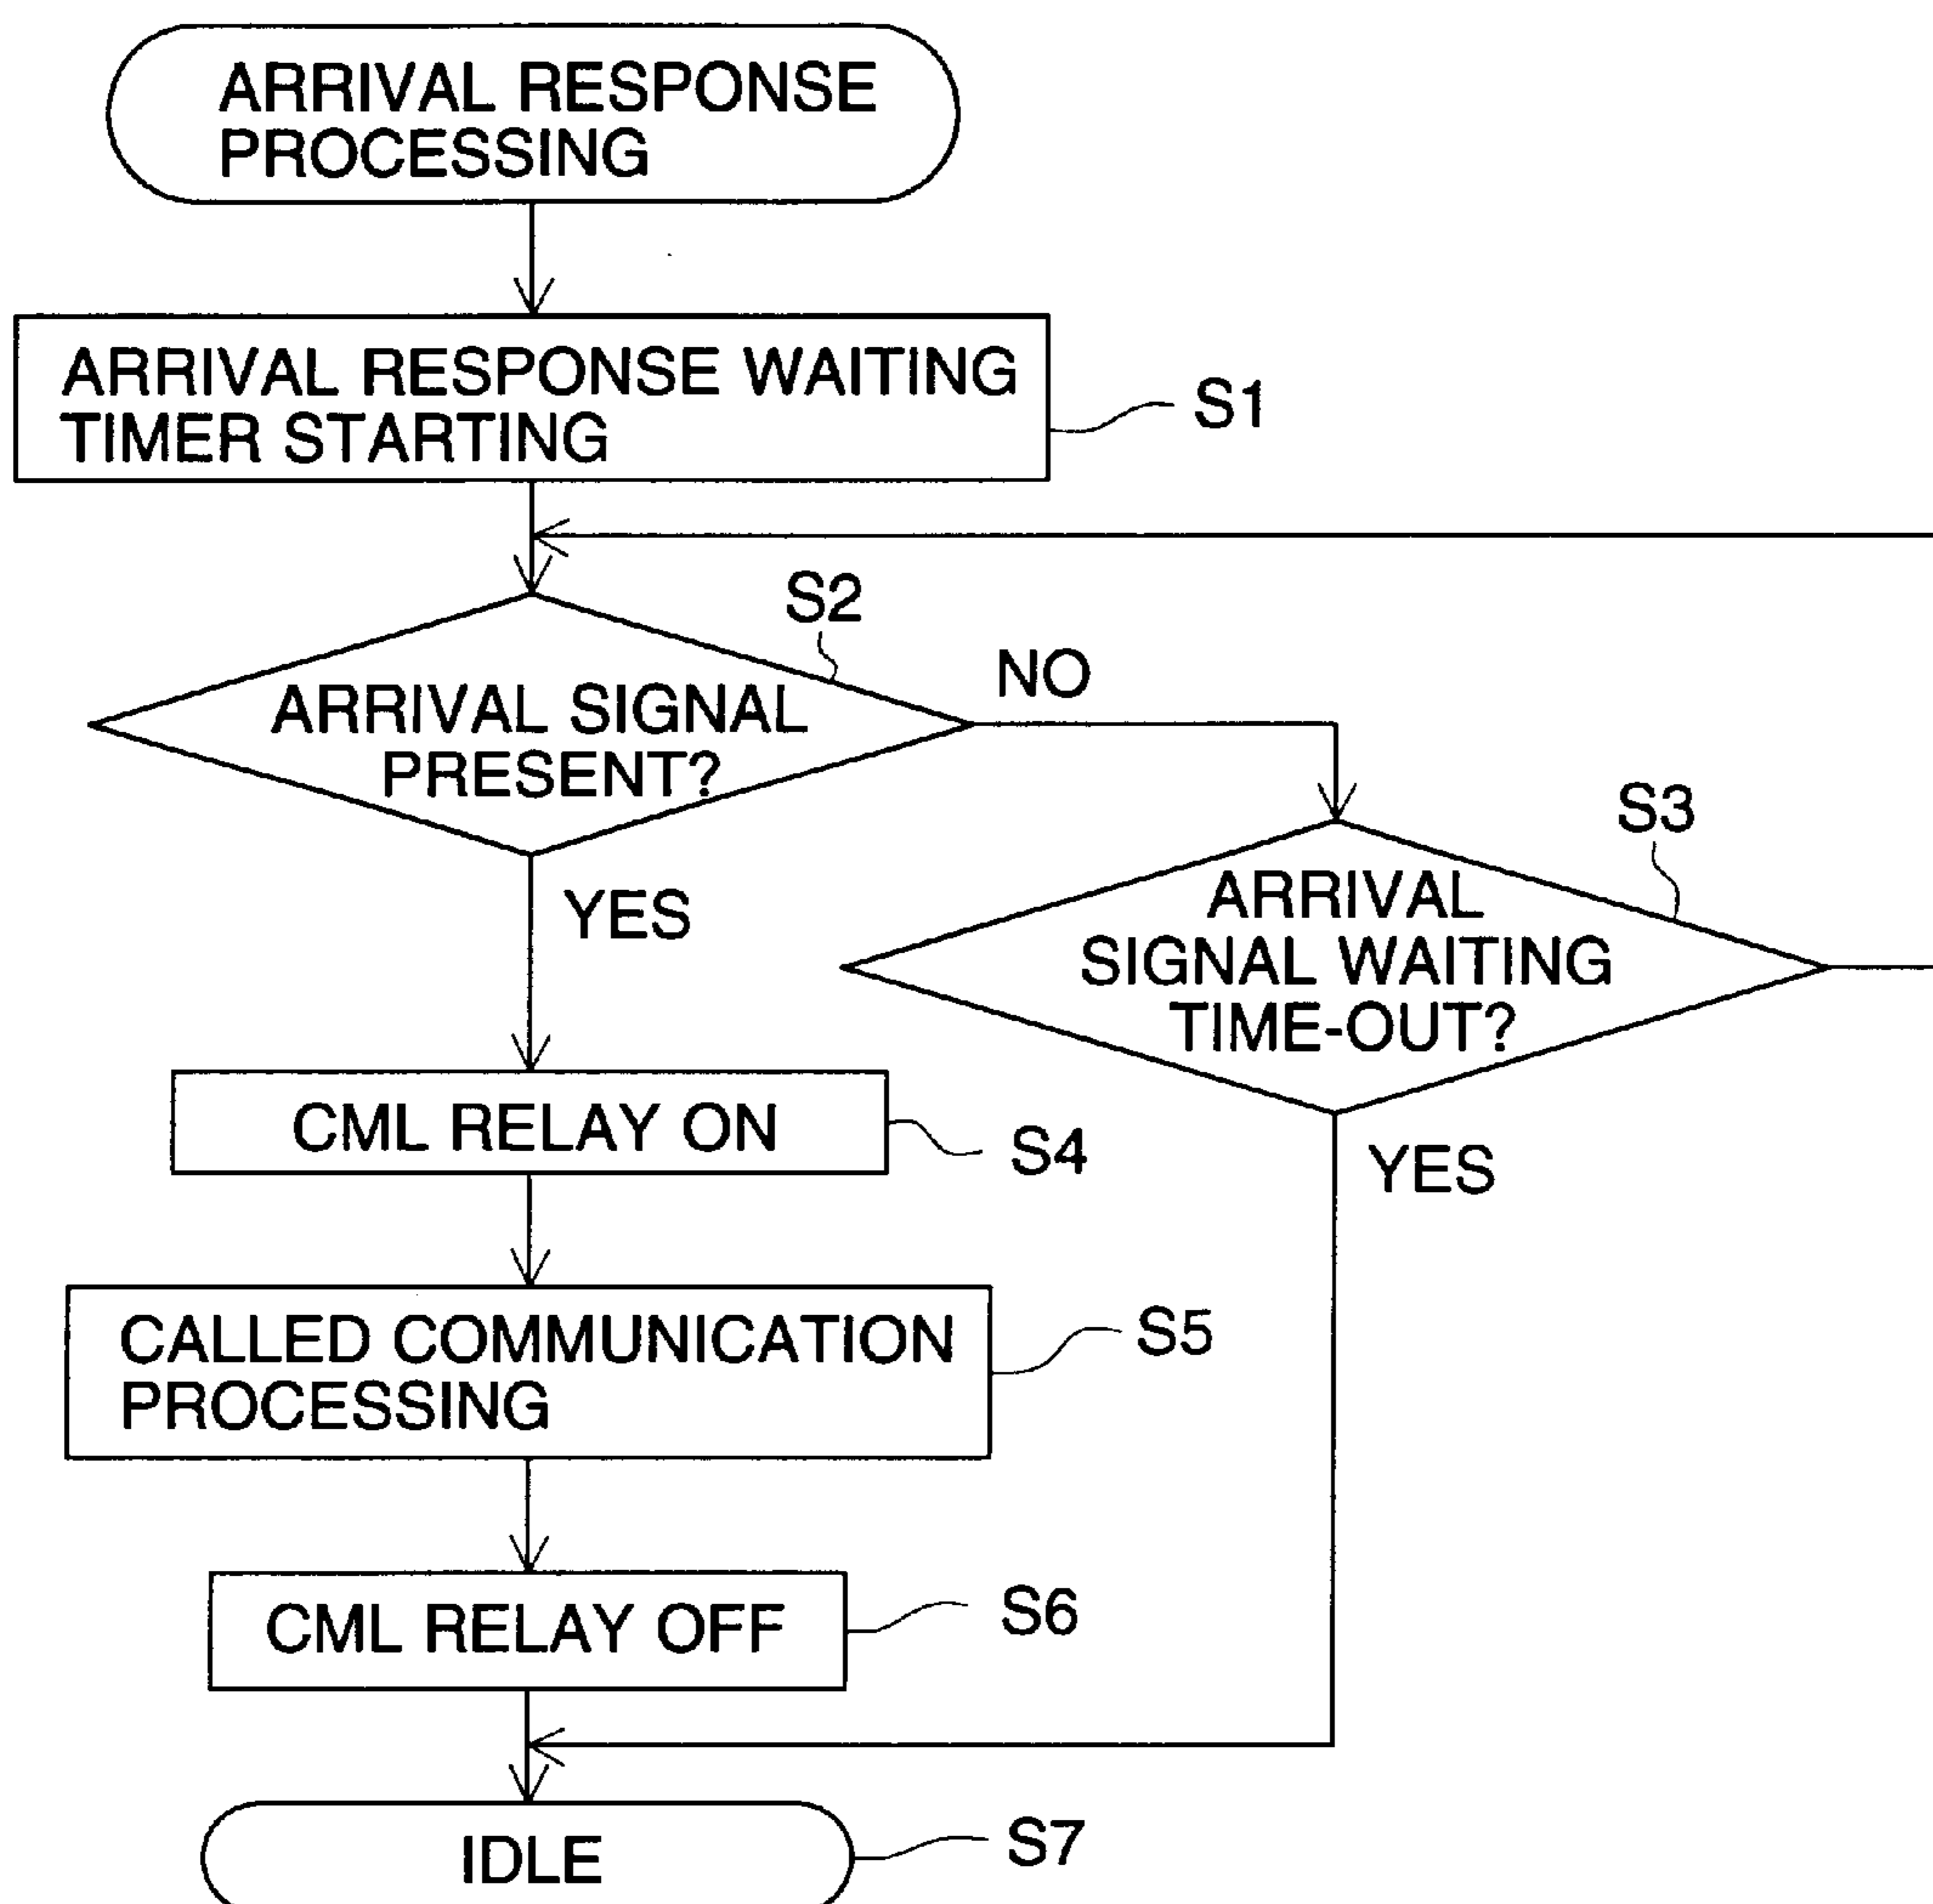 ARRIVAL RESPONSE
PROCESSING
ARRIVAL RESPONSE WAITING
TIMER STARTING
S1
S2
ARRIVAL SIGNAL
PRESENT?
NO
YES
S3
ARRIVAL
SIGNAL WAITING
TIME-OUT?
YES
CML RELAY ON
S4
CALLED COMMUNICATION
PROCESSING
S5
CML RELAY OFF
S6
IDLE
S7